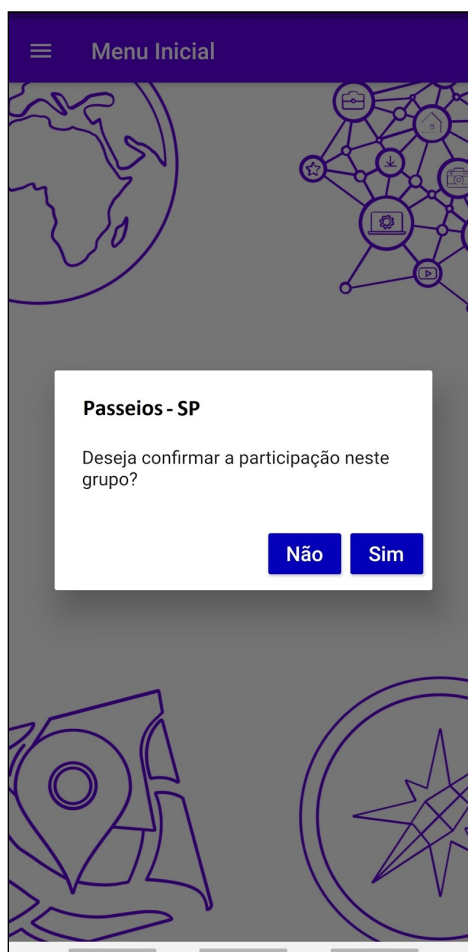 Menu Inicial
Passeios - SP
Deseja confirmar a participação neste
grupo?
Não Sim